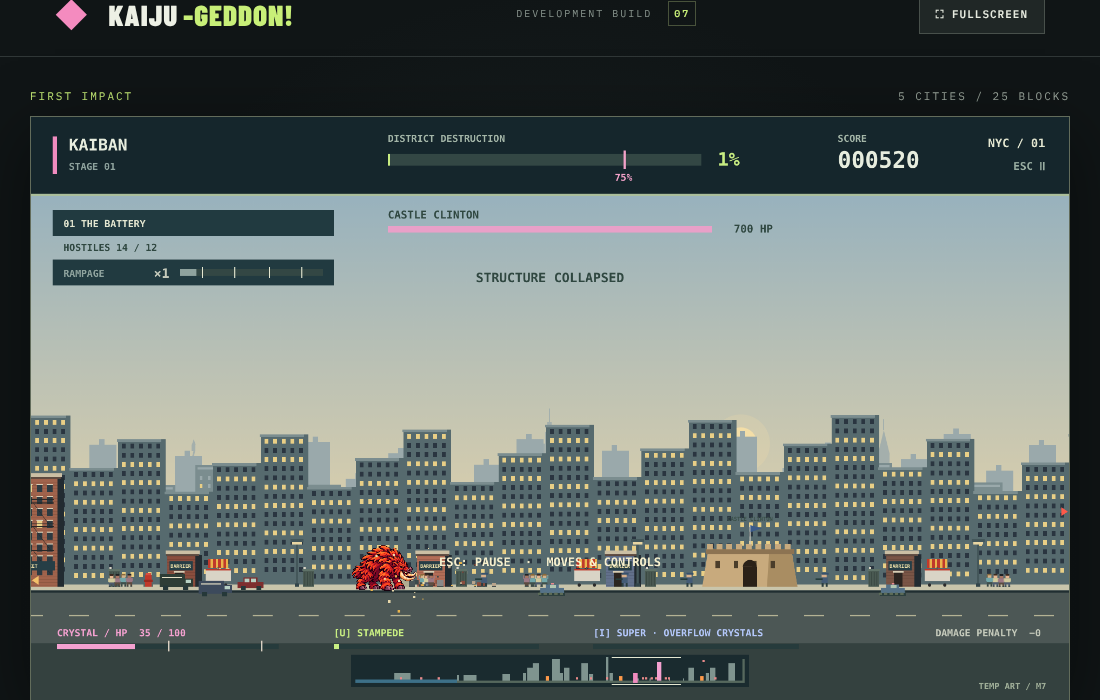 KAIJU-GEDDON!
DEVELOPMENT BUILD 07
FULLSCREEN
FIRST IMPACT
5 CITIES / 25 BLOCKS
KAIBAN
STAGE 01
DISTRICT DESTRUCTION
1%
75%
SCORE
000520
NYC / 01
ESC II
01 THE BATTERY
HOSTILES 14 / 12
RAMPAGE ×1
CASTLE CLINTON
700 HP
STRUCTURE COLLAPSED
BARRIER
BARRIER
BARRIER
ESC: PAUSE · MOVES & CONTROLS
CRYSTAL / HP 35 / 100
[U] STAMPEDE
[I] SUPER · OVERFLOW CRYSTALS
DAMAGE PENALTY −0
TEMP ART / M7